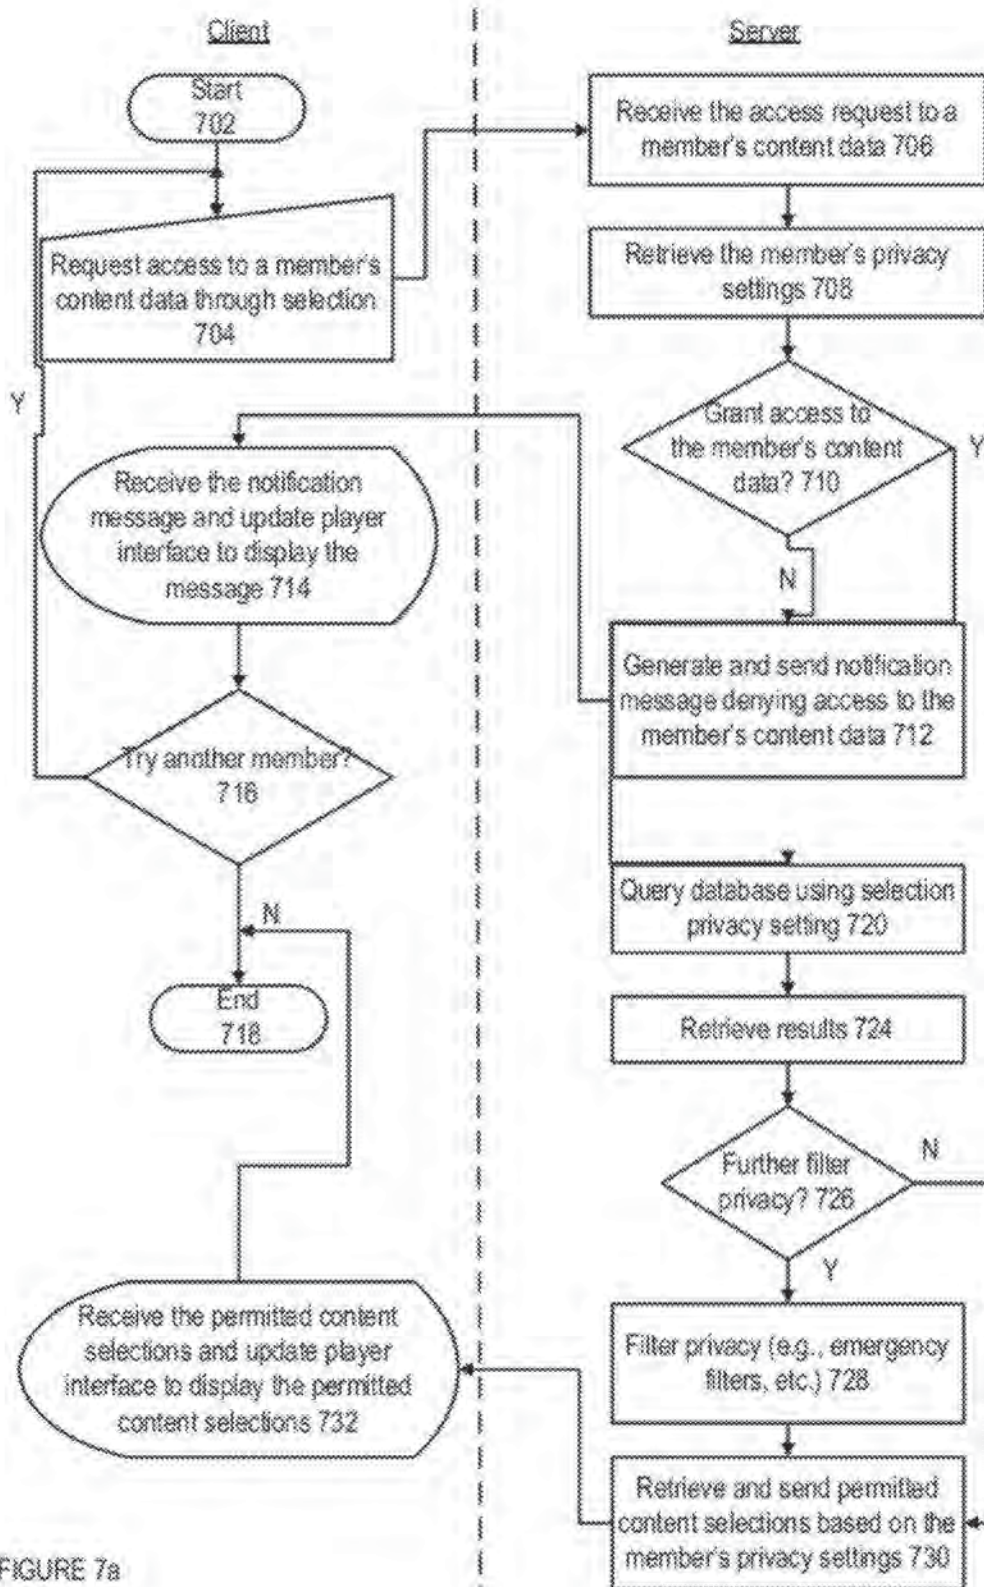 Client
Server
Start
702
Receive the access request to a
member's content data 706
Request access to a member's
content data through selection
704
Retrieve the member's privacy
settings 708
Y
Grant access to
the member's content
data? 710
Y
N
Receive the notification
message and update player
interface to display the
message 714
Generate and send notification
message denying access to the
member's content data 712
Try another member?
716
N
Query database using selection
privacy setting 720
End
718
Retrieve results 724
Further filter
privacy? 726
N
Y
Receive the permitted content
selections and update player
interface to display the permitted
content selections 732
Filter privacy (e.g., emergency
filters, etc.) 728
Retrieve and send permitted
content selections based on the
member's privacy settings 730
FIGURE 7a